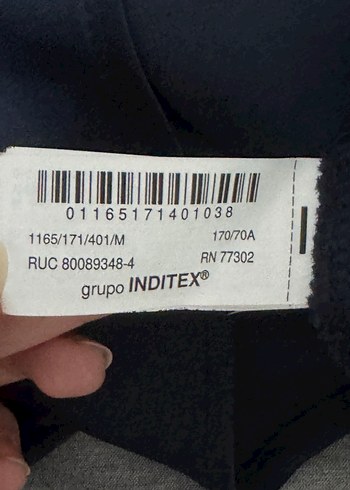 01165171401038
1165/171/401/M 170/70A
RUC 80089348-4 RN 77302
grupo INDITEX®